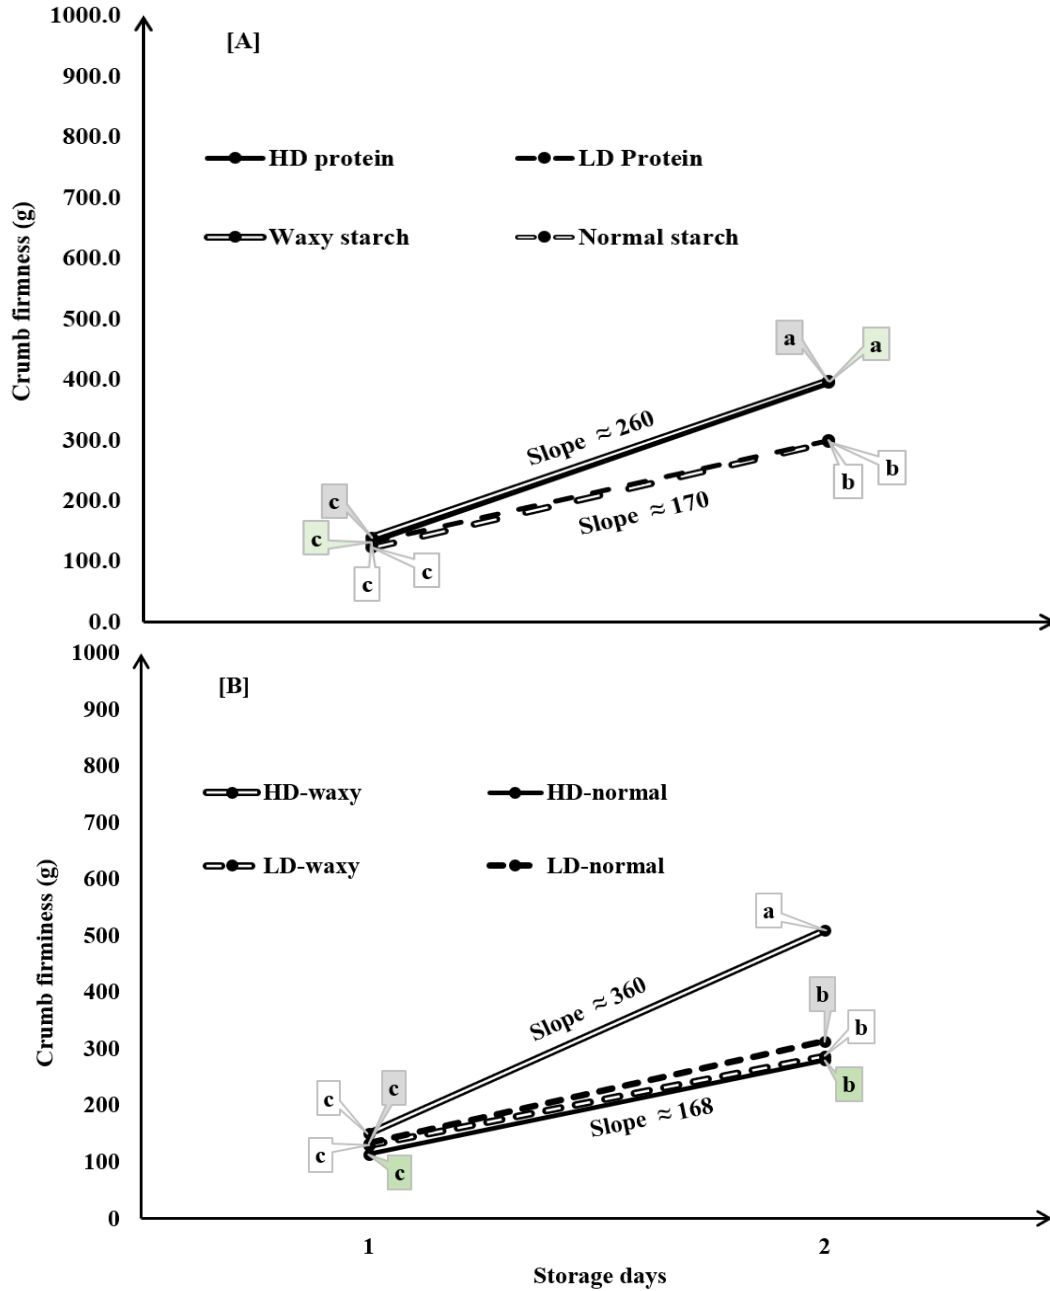 1000.0
[A]
900.0
800.0
HD protein
LD Protein
700.0
Waxy starch
Normal starch
600.0
Crumb firmness (g)
500.0
a
a
400.0
Slope ≈ 260
300.0
b
b
200.0
c
Slope ≈ 170
c
c
c
100.0
0.0
1000
[B]
900
800
HD-waxy
HD-normal
700
LD-waxy
LD-normal
600
Crumb firminess (g)
a
500
Slope ≈ 360
b
400
b
300
b
c
c
200
Slope ≈ 168
c
c
100
0
1
2
Storage days